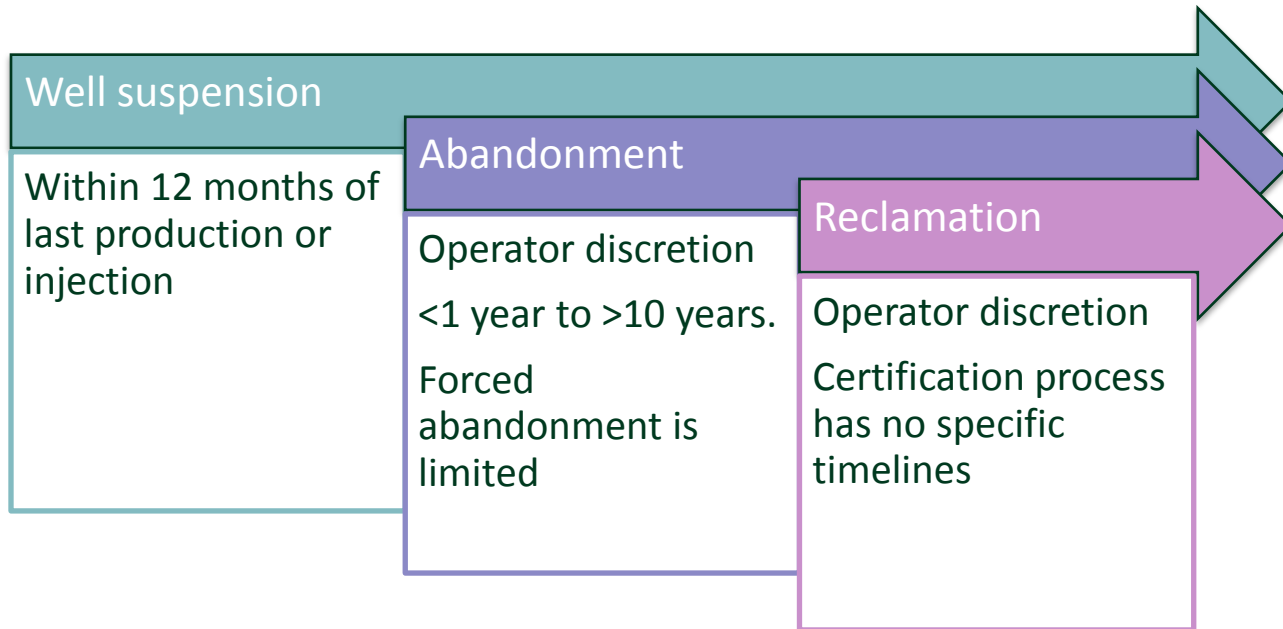 Well suspension
Within 12 months of
last production or
injection
Abandonment
Operator discretion
<1 year to >10 years.
Forced
abandonment is
limited
Reclamation
Operator discretion
Certification process
has no specific
timelines